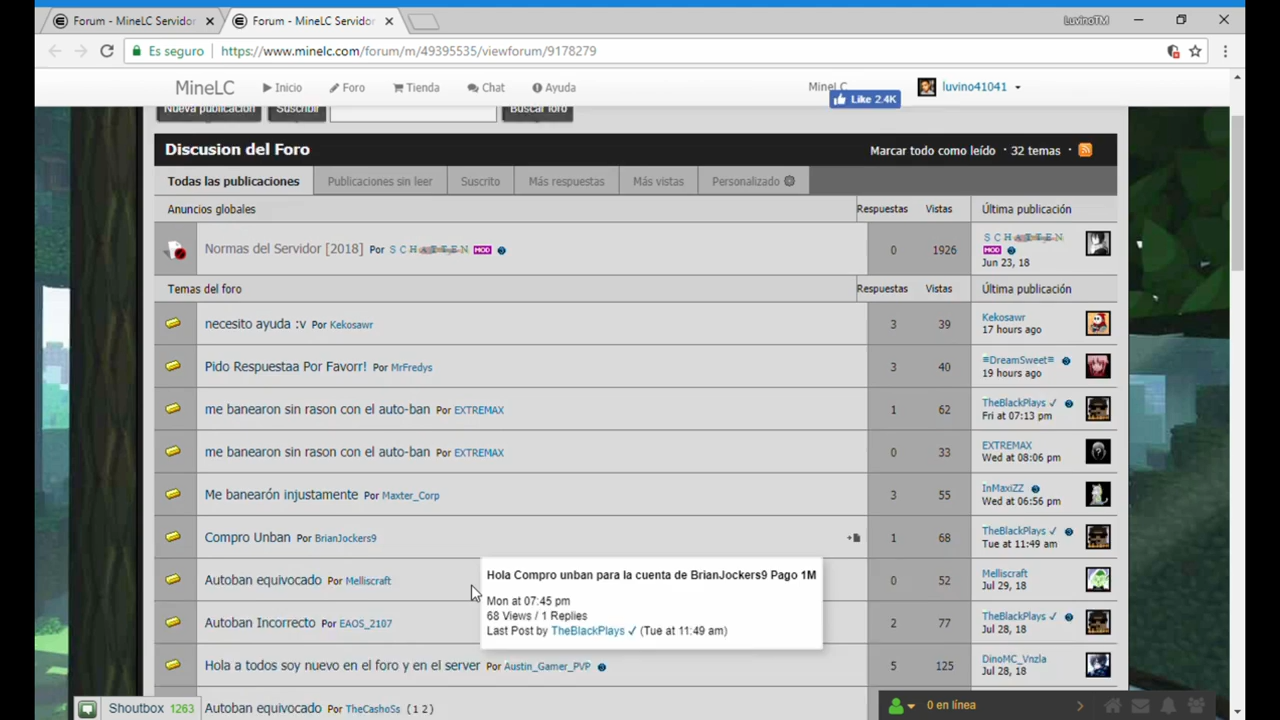 Forum - MineLC Servidor
Forum - MineLC Servidor
LuvinoTM
Es seguro
https://www.minelc.com/forum/m/49395535/viewforum/9178279
MineLC
Inicio
Foro
Tienda
Chat
Ayuda
MineLC
Like 2.4K
luvino41041
Nueva publicación
Suscribir
Buscar foro
Discusion del Foro
Marcar todo como leído · 32 temas ·
Todas las publicaciones
Publicaciones sin leer
Suscrito
Más respuestas
Más vistas
Personalizado
Anuncios globales
Respuestas
Vistas
Última publicación
Normas del Servidor [2018] Por SCHATTEN MOD
0
1926
SCHATTEN
MOD
Jun 23, 18
Temas del foro
Respuestas
Vistas
Última publicación
necesito ayuda :v Por Kekosawr
3
39
Kekosawr
17 hours ago
Pido Respuestaa Por Favorr! Por MrFredys
3
40
=DreamSweet=
19 hours ago
me banearon sin rason con el auto-ban Por EXTREMAX
1
62
TheBlackPlays ✓
Fri at 07:13 pm
me banearon sin rason con el auto-ban Por EXTREMAX
0
33
EXTREMAX
Wed at 08:06 pm
Me banearón injustamente Por Maxter_Corp
3
55
InMaxiZZ
Wed at 06:56 pm
Compro Unban Por BrianJockers9
1
68
TheBlackPlays ✓
Tue at 11:49 am
Hola Compro unban para la cuenta de BrianJockers9 Pago 1M
Mon at 07:45 pm
68 Views / 1 Replies
Last Post by TheBlackPlays ✓ (Tue at 11:49 am)
Autoban equivocado Por Melliscraft
0
52
Melliscraft
Jul 29, 18
Autoban Incorrecto Por EAOS_2107
2
77
TheBlackPlays ✓
Jul 28, 18
Hola a todos soy nuevo en el foro y en el server Por Austin_Gamer_PVP
5
125
DinoMC_Vnzla
Jul 28, 18
Autoban equivocado Por TheCashoSs (1 2)
Shoutbox 1263
0 en línea